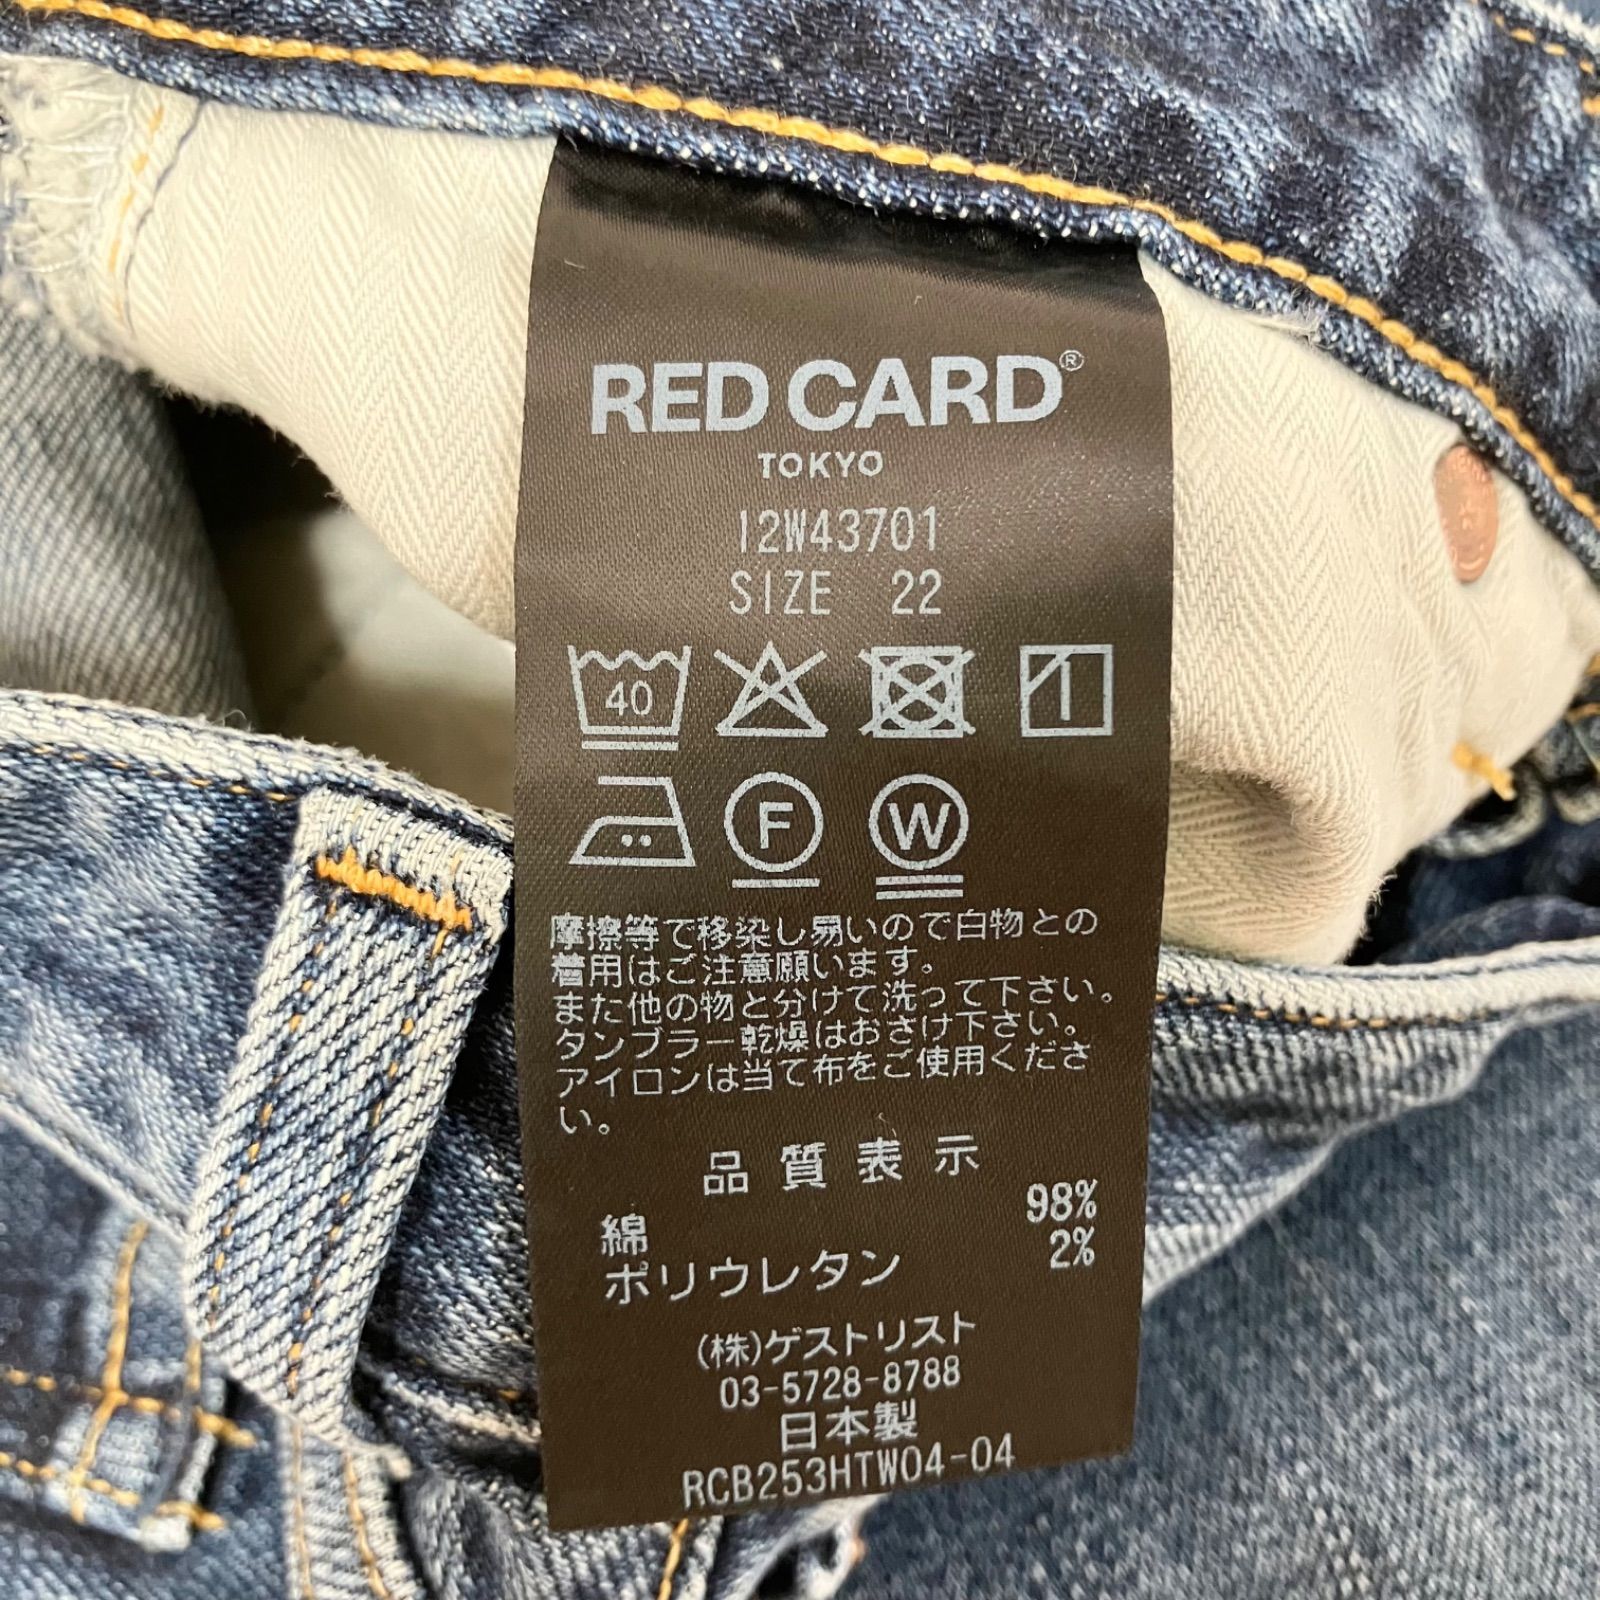 RED CARD®
TOKYO
12W43701
SIZE 22
40
F
W
摩擦等で移染し易いので白物との
着用はご注意願います。
また他の物と分けて洗って下さい。
タンブラー乾燥はおさけ下さい。
アイロンは当て布をご使用くださ
い。
品質表示
綿 98%
ポリウレタン 2%
(株)ゲストリスト
03-5728-8788
日本製
RCB253HTW04-04